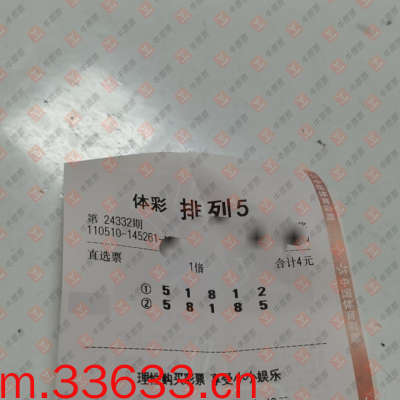 体彩 排列5
第 24332期
110510-145261-
直选票 1倍 合计4元
① 5 1 8 1 2
② 5 8 1 8 5
理性购买彩票 享受小小娱乐
m.33633.cn